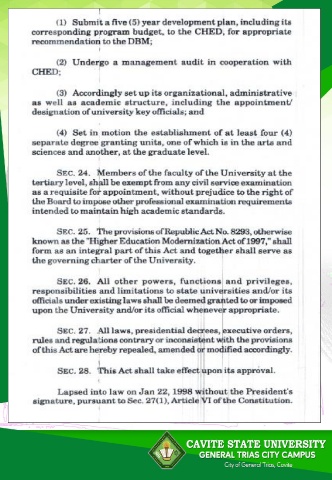 (1) Submit a five (5) year development plan, including its
corresponding program budget, to the CHED, for appropriate
recommendation to the DBM;
(2) Undergo a management audit in cooperation with
CHED;
(3) Accordingly set up its organizational, administrative
as well as academic structure, including the appointment/
designation of university key officials; and
(4) Set in motion the establishment of at least four (4)
separate degree granting units, one of which is in the arts and
sciences and another, at the graduate level.
SEC. 24. Members of the faculty of the University at the
tertiary level, shall be exempt from any civil service examination
as a requisite for appointment, without prejudice to the right of
the Board to impose other professional examination requirements
intended to maintain high academic standards.
SEC. 25. The provisions of Republic Act No. 8293, otherwise
known as the "Higher Education Modernization Act of 1997," shall
form as an integral part of this Act and together shall serve as
the governing charter of the University.
SEC. 26. All other powers, functions and privileges,
responsibilities and limitations to state universities and/or its
officials under existing laws shall be deemed granted to or imposed
upon the University and/or its official whenever appropriate.
SEC. 27. All laws, presidential decrees, executive orders,
rules and regulations contrary or inconsistent with the provisions
of this Act are hereby repealed, amended or modified accordingly.
SEC. 28. This Act shall take effect upon its approval.
Lapsed into law on Jan 22, 1998 without the President's
signature, pursuant to Sec. 27(1), Article VI of the Constitution.
CAVITE STATE UNIVERSITY
GENERAL TRIAS CITY CAMPUS
City of General Trias, Cavite